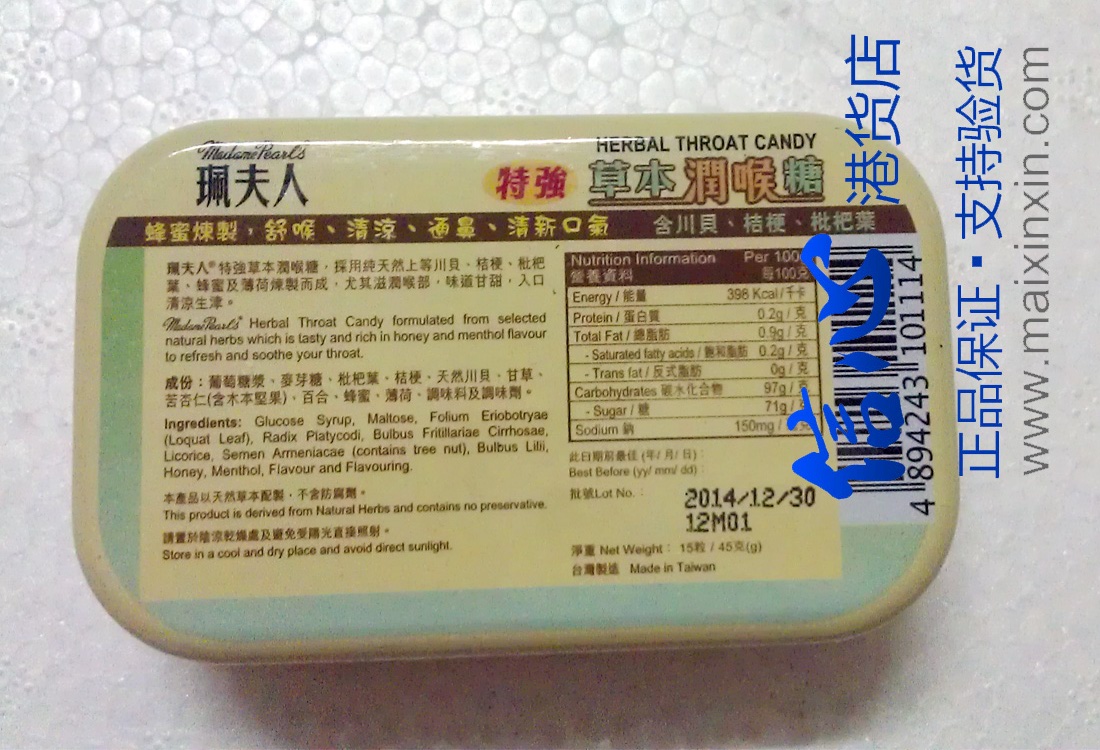 Madame Pearl's
珮夫人
HERBAL THROAT CANDY
特強 草本潤喉糖
蜂蜜煉製，舒喉、清涼、通鼻、清新口氣
含川貝、桔梗、枇杷葉
珮夫人®特強草本潤喉糖，採用純天然上等川貝、桔梗、枇杷
葉、蜂蜜及薄荷煉製而成，尤其滋潤喉部，味道甘甜，入口
清涼生津。
Madame Pearl's® Herbal Throat Candy formulated from selected
natural herbs which is tasty and rich in honey and menthol flavour
to refresh and soothe your throat.
成份：葡萄糖漿、麥芽糖、枇杷葉、桔梗、天然川貝、甘草、
苦杏仁(含木本堅果)、百合、蜂蜜、薄荷、調味料及調味劑。
Ingredients: Glucose Syrup, Maltose, Folium Eriobotryae
(Loquat Leaf), Radix Platycodi, Bulbus Fritillariae Cirrhosae,
Licorice, Semen Armeniacae (contains tree nut), Bulbus Lilii,
Honey, Menthol, Flavour and Flavouring.
本產品以天然草本配製，不含防腐劑。
This product is derived from Natural Herbs and contains no preservative.
請置於陰涼乾燥處及避免受陽光直接照射。
Store in a cool and dry place and avoid direct sunlight.
Nutrition Information Per 100g
營養資料 每100克
Energy / 能量 398 Kcal / 千卡
Protein / 蛋白質 0.2g / 克
Total Fat / 總脂肪 0.9g / 克
- Saturated fatty acids / 飽和脂肪 0.2g / 克
- Trans fat / 反式脂肪 0g / 克
Carbohydrates 碳水化合物 97g / 克
- Sugar / 糖 71g / 克
Sodium 鈉 150mg / 毫克
此日期前最佳 (年/ 月/ 日)：
Best Before (yy/ mm/ dd)
批號Lot No.： 2014/12/30
12M01
淨重 Net Weight： 15粒 / 45克(g)
台灣製造 Made in Taiwan
4 894243 101114
信心
港货店
正品保证·支持验货
www.maixinxin.com